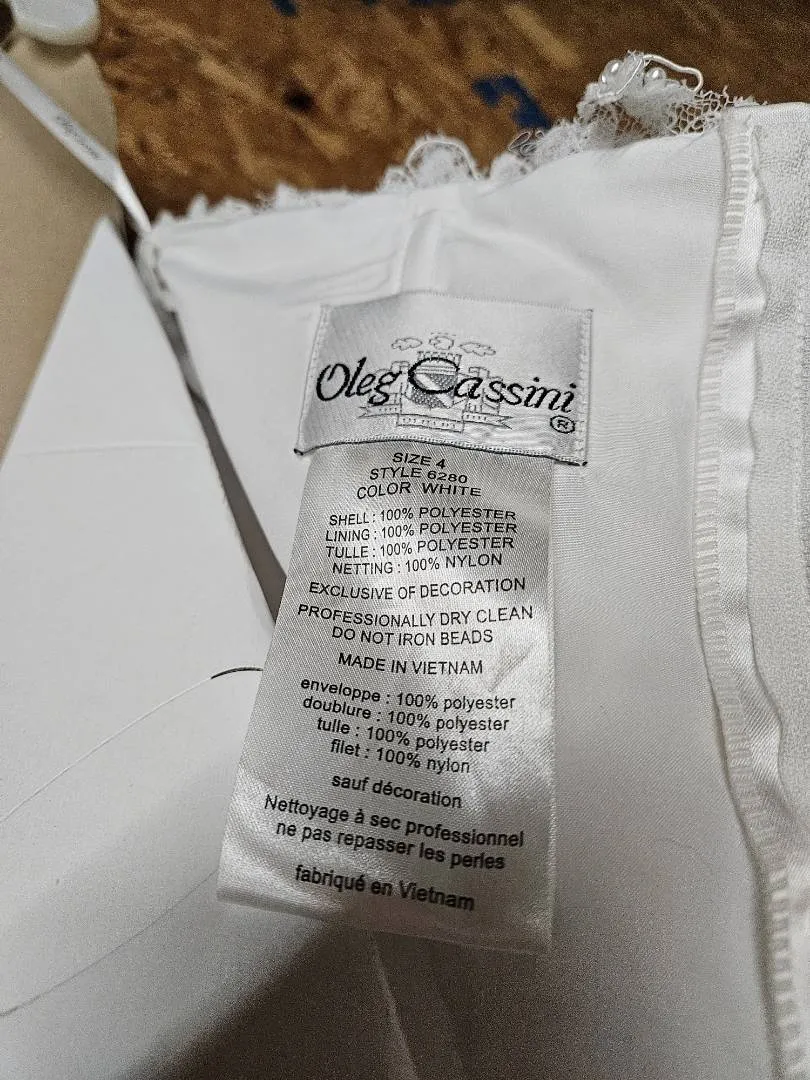 Oleg Cassini
®
SIZE 4
STYLE 6280
COLOR WHITE
SHELL : 100% POLYESTER
LINING : 100% POLYESTER
TULLE : 100% POLYESTER
NETTING : 100% NYLON
EXCLUSIVE OF DECORATION
PROFESSIONALLY DRY CLEAN
DO NOT IRON BEADS
MADE IN VIETNAM
enveloppe : 100% polyester
doublure : 100% polyester
tulle : 100% polyester
filet : 100% nylon
sauf décoration
Nettoyage à sec professionnel
ne pas repasser les perles
fabriqué en Vietnam